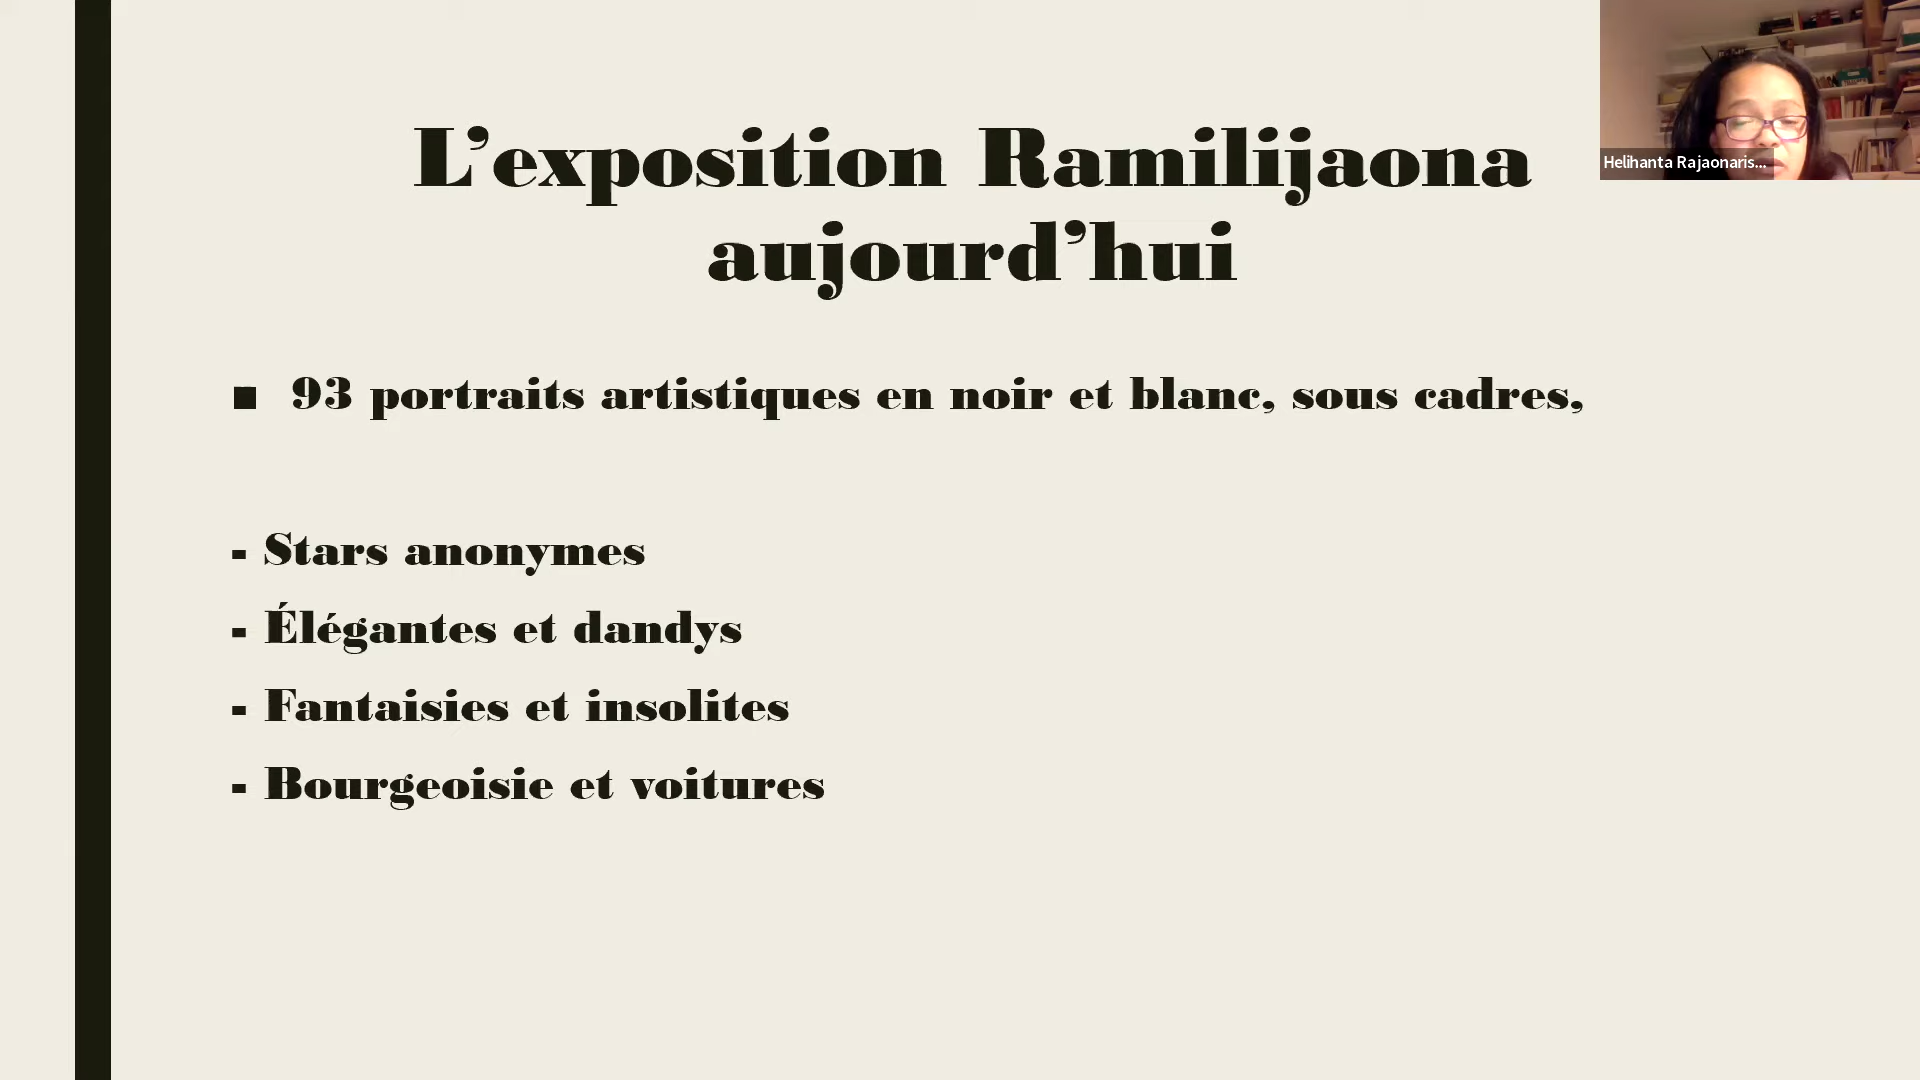 L’exposition Ramilijaona
aujourd’hui
Helihanta Rajaonaris...
■ 93 portraits artistiques en noir et blanc, sous cadres,
- Stars anonymes
- Élégantes et dandys
- Fantaisies et insolites
- Bourgeoisie et voitures